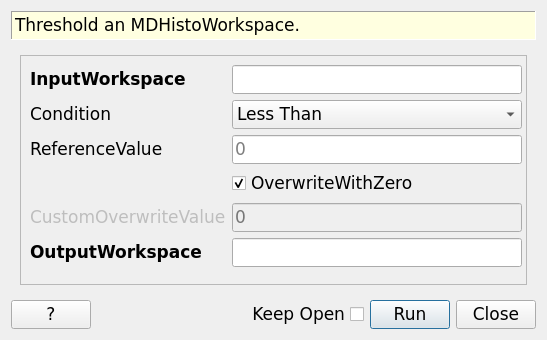 Threshold an MDHistoWorkspace.
InputWorkspace
Condition Less Than
ReferenceValue 0
OverwriteWithZero
CustomOverwriteValue 0
OutputWorkspace
? Keep Open Run Close